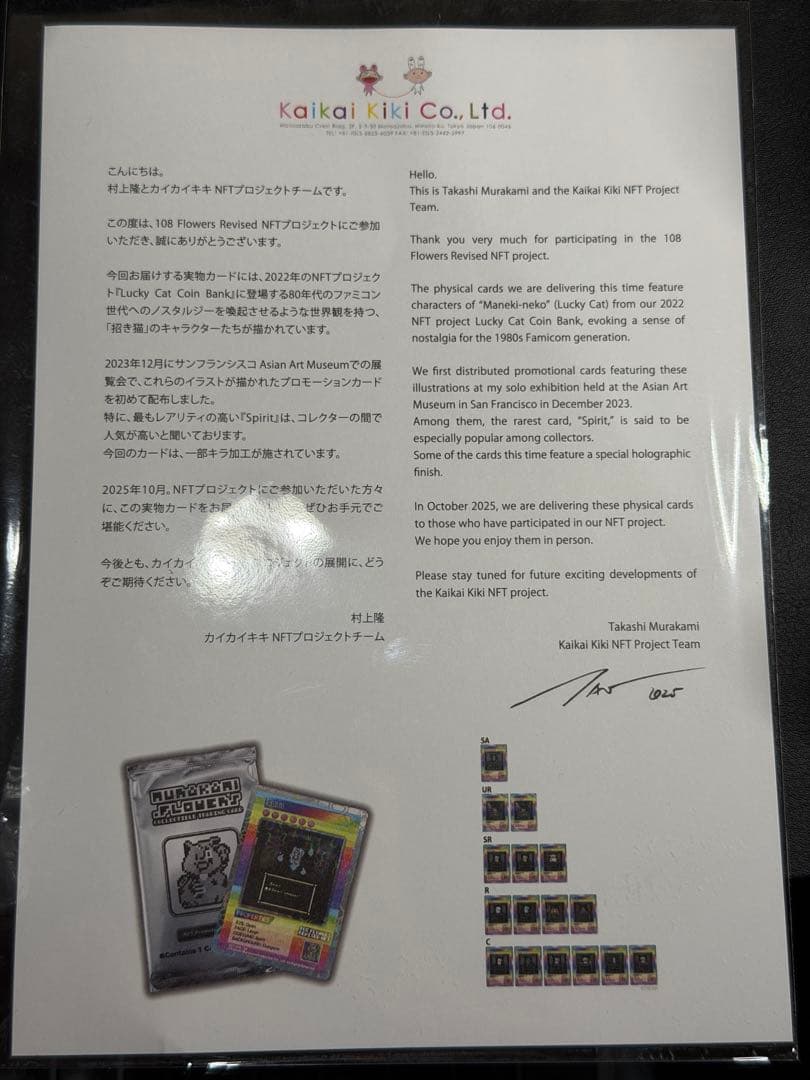 Kaikai Kiki Co., Ltd.
こんにちは。
村上隆とカイカイキキ NFTプロジェクトチームです。
この度は、108 Flowers Revised NFTプロジェクトにご参加
いただき、誠にありがとうございます。
今回お届けする実物カードには、2022年のNFTプロジェク
ト『Lucky Cat Coin Bank』に登場する80年代のファミコン
世代へのノスタルジーを喚起させるような世界観を持つ、
「招き猫」のキャラクターたちが描かれています。
2023年12月にサンフランシスコ Asian Art Museumでの展
覧会で、これらのイラストが描かれたプロモーションカード
を初めて配布しました。
特に、最もレアリティの高い『Spirit』は、コレクターの間で
人気が高いと聞いております。
今回のカードは、一部キラ加工が施されています。
2025年10月。NFTプロジェクトにご参加いただいた方々
に、この実物カードをお届 ぜひお手元でご
堪能ください。
今後とも、カイカイ の展開に、どう
ぞご期待ください。
村上隆
カイカイキキ NFTプロジェクトチーム
Hello.
This is Takashi Murakami and the Kaikai Kiki NFT Project
Team.
Thank you very much for participating in the 108
Flowers Revised NFT project.
The physical cards we are delivering this time feature
characters of “Maneki-neko” (Lucky Cat) from our 2022
NFT project Lucky Cat Coin Bank, evoking a sense of
nostalgia for the 1980s Famicom generation.
We first distributed promotional cards featuring these
illustrations at my solo exhibition held at the Asian Art
Museum in San Francisco in December 2023.
Among them, the rarest card, “Spirit,” is said to be
especially popular among collectors.
Some of the cards this time feature a special holographic
finish.
In October 2025, we are delivering these physical cards
to those who have participated in our NFT project.
We hope you enjoy them in person.
Please stay tuned for future exciting developments of
the Kaikai Kiki NFT project.
Takashi Murakami
Kaikai Kiki NFT Project Team
MURAKAMI
.FLOWERS
COLLECTIBLE TRADING CARD
SA
UR
SR
R
C